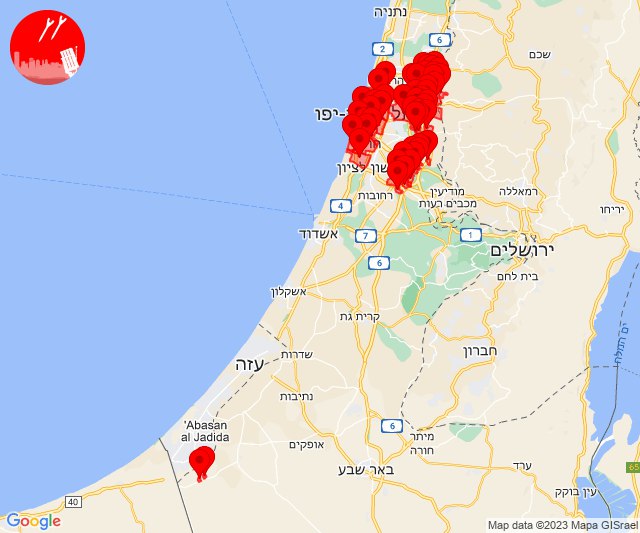 נתניה
6
2
שכם
יפו
שון לציון
מודיעין
מכבים רעות
רמאללה
רחובות
יריחו
4
אשדוד
7
1
ירושלים
6
בית לחם
אשקלון
קרית גת
ים המלח
חברון
שדרות
עזה
נתיבות
'Abasan
al Jadida
6
אופקים
מיתר
חורה
באר שבע
ערד
65
עין בוקק
40
Google
Map data ©2023 Mapa GISrael